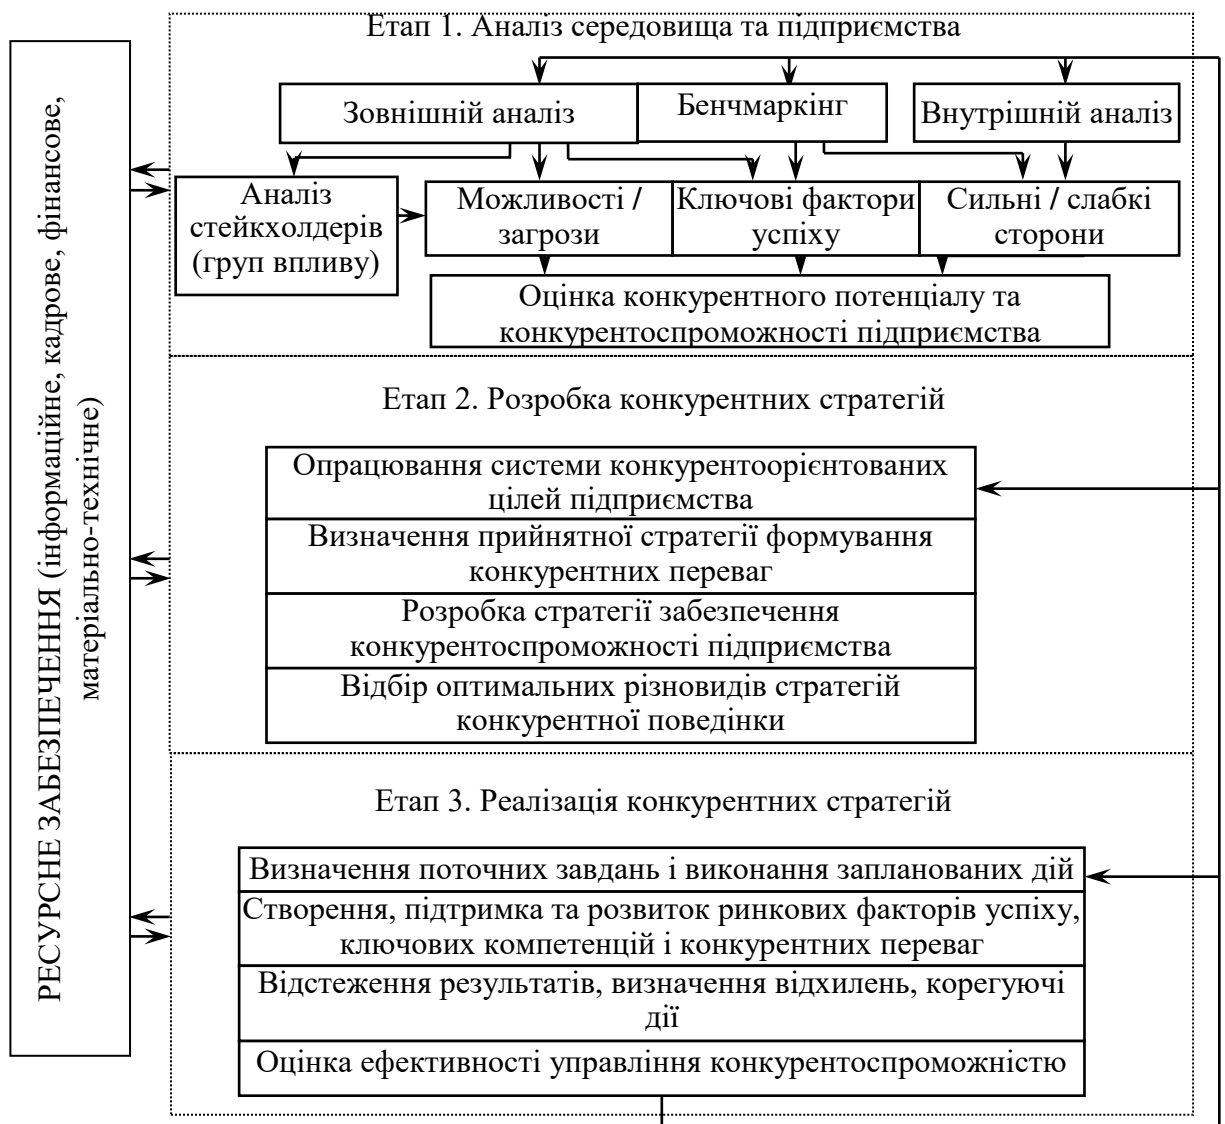 Етап 1. Аналіз середовища та підприємства
РЕСУРСНЕ ЗАБЕЗПЕЧЕННЯ (інформаційне, кадрове, фінансове,
матеріально-технічне)
Зовнішній аналіз
Бенчмаркінг
Внутрішній аналіз
Аналіз
стейкхолдерів
(груп впливу)
Можливості /
загрози
Ключові фактори
успіху
Сильні / слабкі
сторони
Оцінка конкурентного потенціалу та
конкурентоспроможності підприємства
Етап 2. Розробка конкурентних стратегій
Опрацювання системи конкурентоорієнтованих
цілей підприємства
Визначення прийнятної стратегії формування
конкурентних переваг
Розробка стратегії забезпечення
конкурентоспроможності підприємства
Відбір оптимальних різновидів стратегій
конкурентної поведінки
Етап 3. Реалізація конкурентних стратегій
Визначення поточних завдань і виконання запланованих дій
Створення, підтримка та розвиток ринкових факторів успіху,
ключових компетенцій і конкурентних переваг
Відстеження результатів, визначення відхилень, корегуючі
дії
Оцінка ефективності управління конкурентоспроможністю